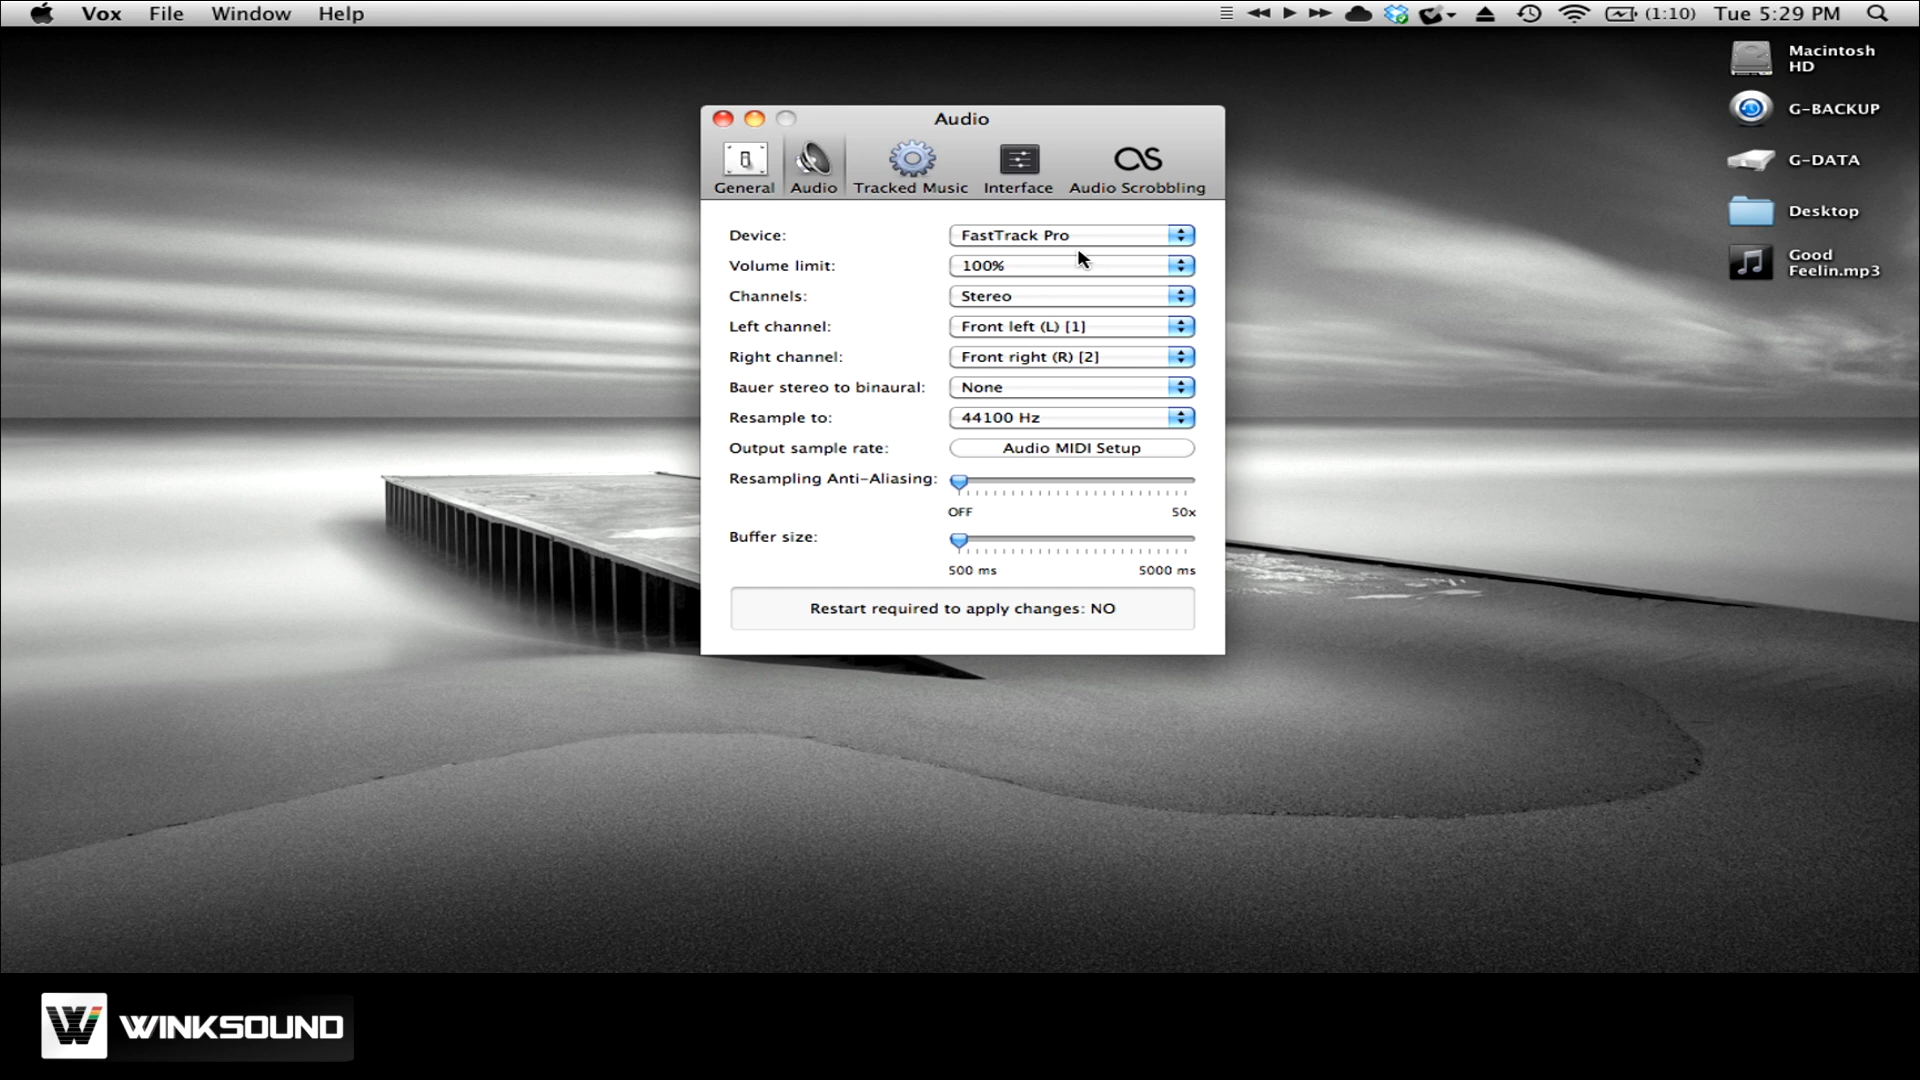 Vox File Window Help (1:10) Tue 5:29 PM
Macintosh
HD
G-BACKUP
G-DATA
Desktop
Good
Feelin.mp3
Audio
General Audio Tracked Music Interface Audio Scrobbling
Device: FastTrack Pro
Volume limit: 100%
Channels: Stereo
Left channel: Front left (L) [1]
Right channel: Front right (R) [2]
Bauer stereo to binaural: None
Resample to: 44100 Hz
Output sample rate: Audio MIDI Setup
Resampling Anti-Aliasing:
OFF 50x
Buffer size:
500 ms 5000 ms
Restart required to apply changes: NO
W WINKSOUND